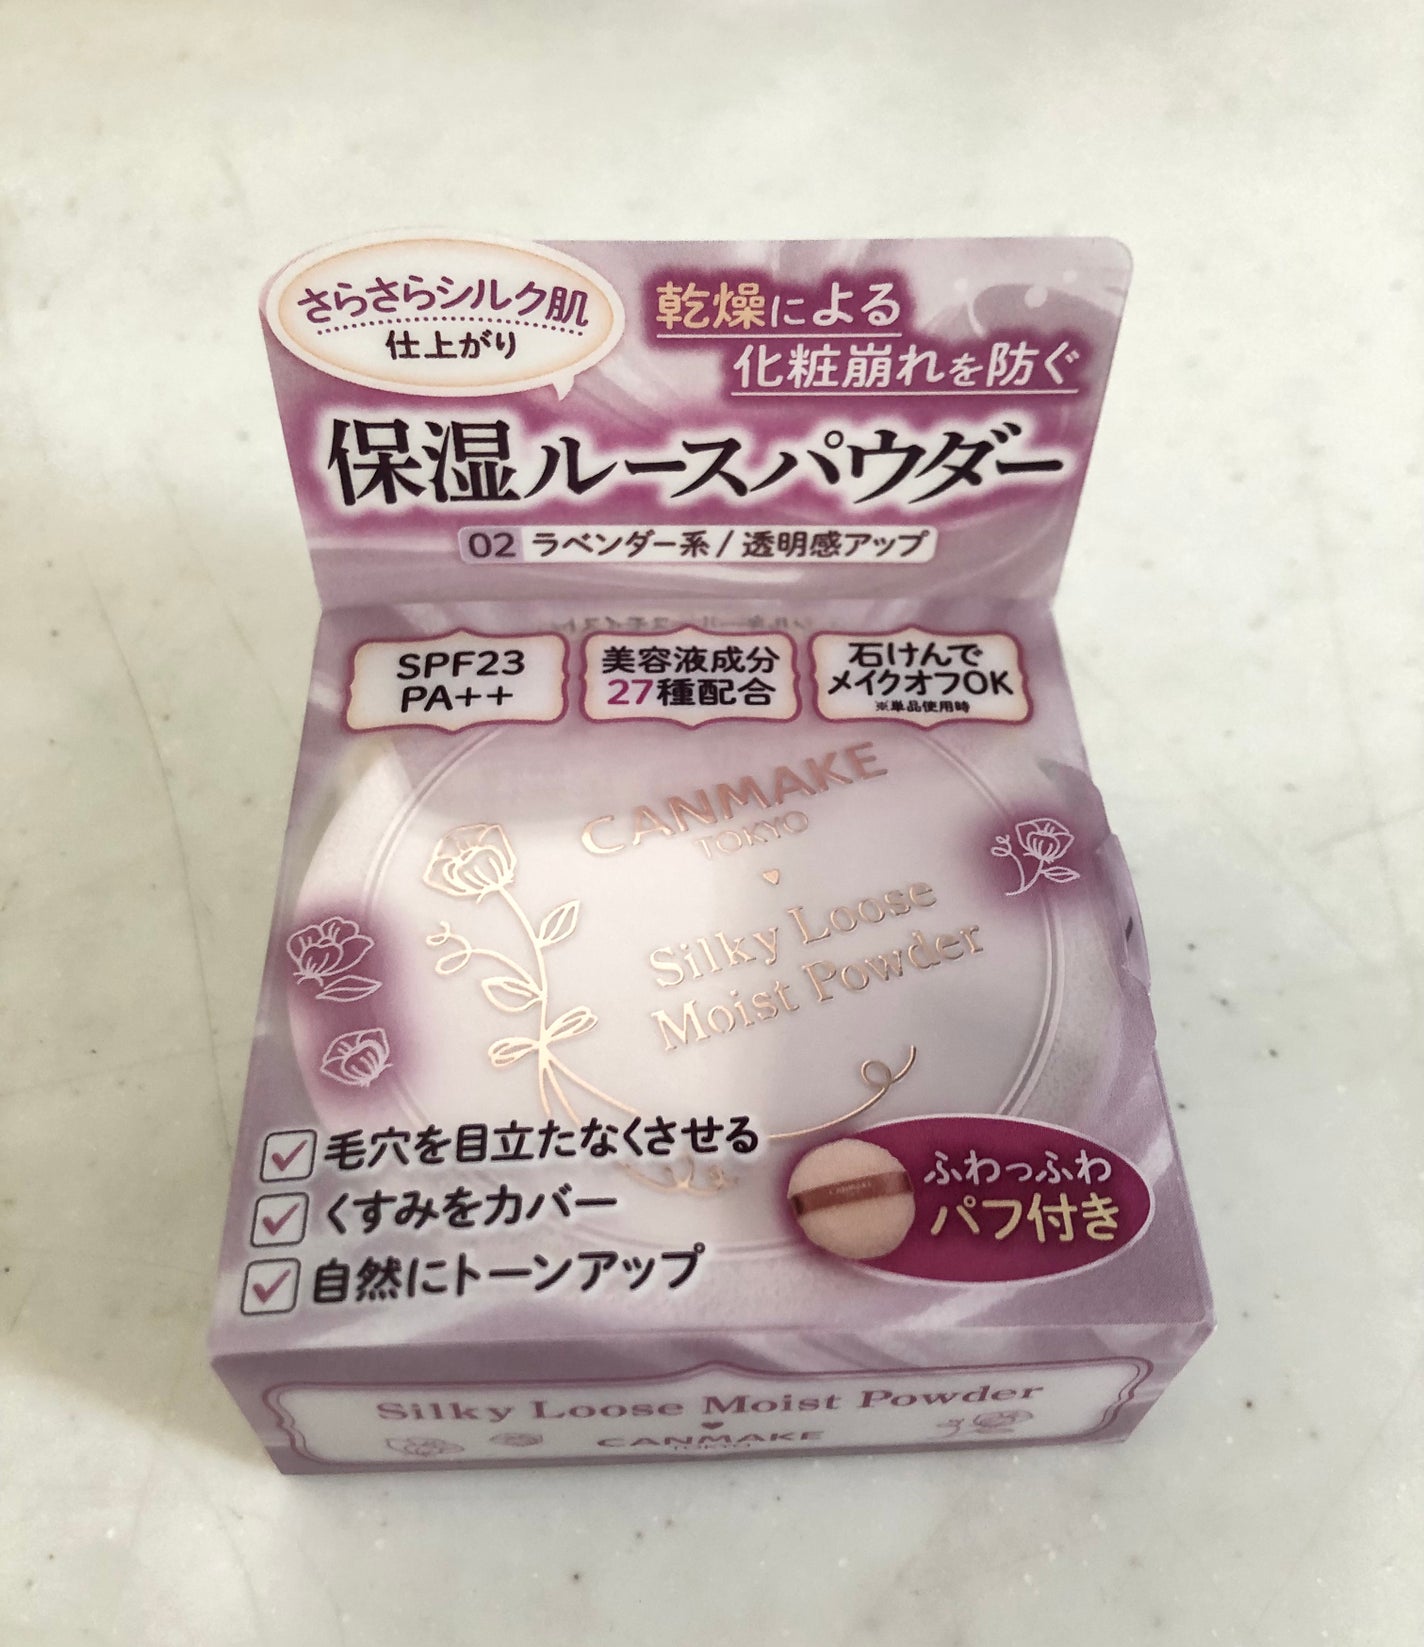 さらさらシルク肌
仕上がり
乾燥による
化粧崩れを防ぐ
保湿ルースパウダー
02 ラベンダー系/透明感アップ
SPF23
PA++
美容液成分
27種配合
石けんで
メイクオフOK
※単品使用時
CANMAKE
TOKYO
Silky Loose
Moist Powder
毛穴を目立たなくさせる
くすみをカバー
自然にトーンアップ
ふわっふわ
パフ付き
Silky Loose Moist Powder
CANMAKE
TOKYO